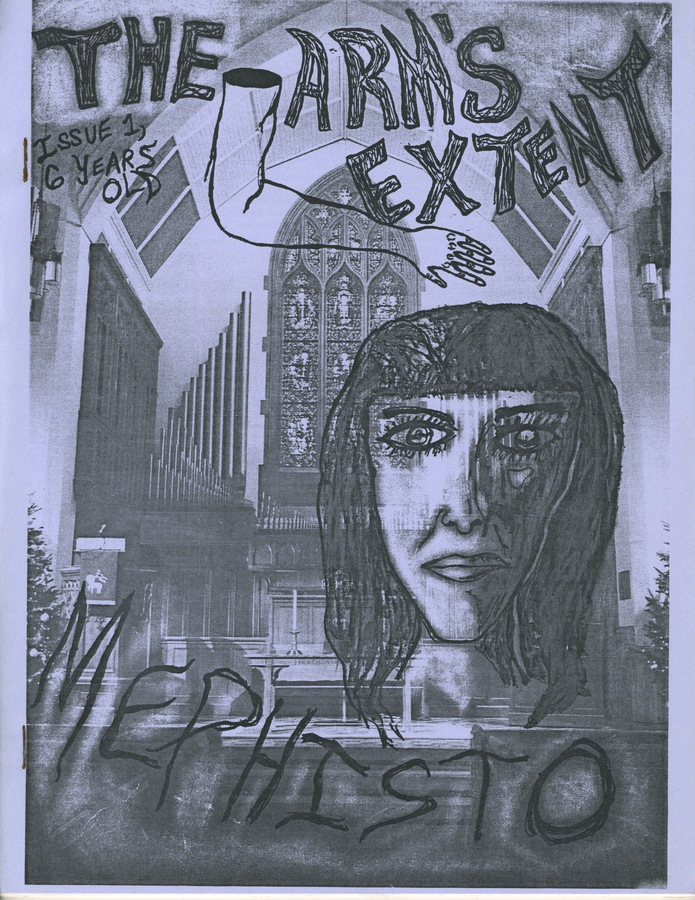 THE ARM'S
EXTENT
ISSUE 1,
6 YEARS
OLD
MEPHISTO